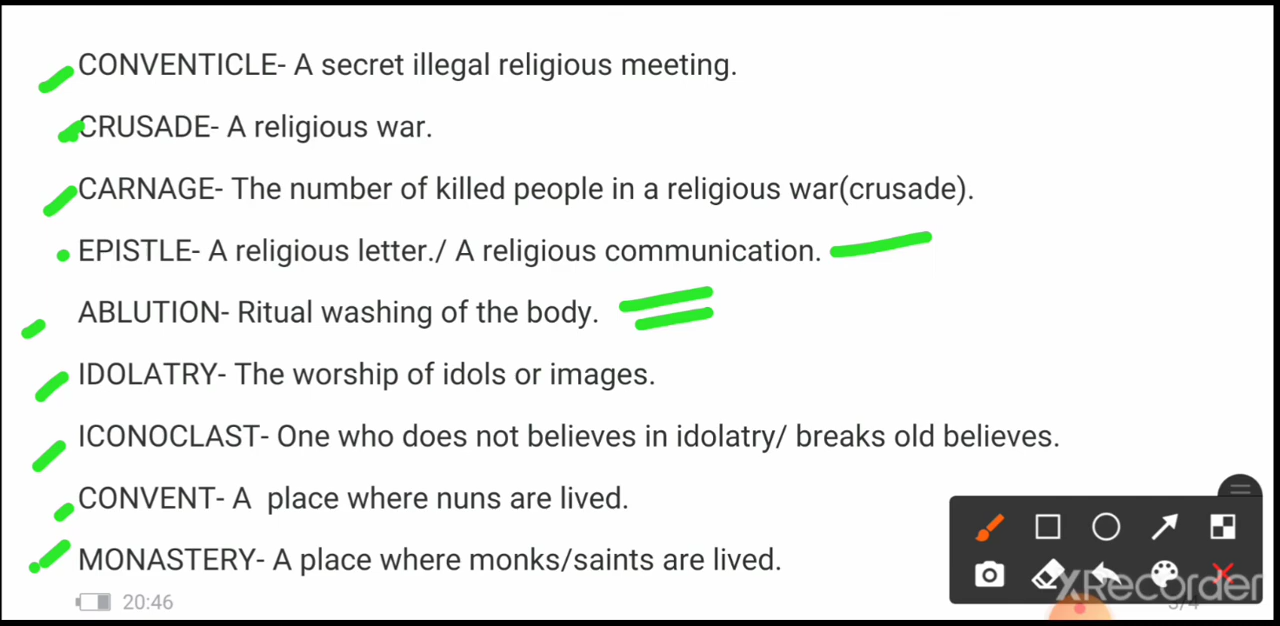 CONVENTICLE- A secret illegal religious meeting.
CRUSADE- A religious war.
CARNAGE- The number of killed people in a religious war(crusade).
EPISTLE- A religious letter./ A religious communication.
ABLUTION- Ritual washing of the body.
IDOLATRY- The worship of idols or images.
ICONOCLAST- One who does not believes in idolatry/ breaks old believes.
CONVENT- A  place where nuns are lived.
MONASTERY- A place where monks/saints are lived.
20:46
XRecorder